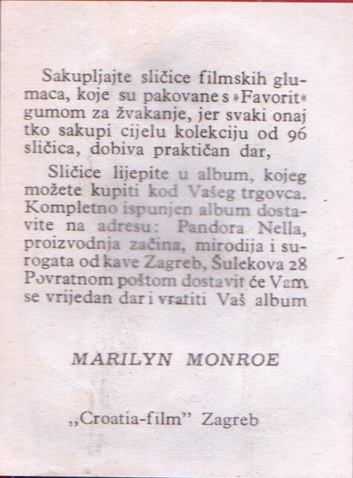 Sakupljajte sličice filmskih glu-
maca, koje su pakovane s »Favorit«
gumom za žvakanje, jer svaki onaj
tko sakupi cijelu kolekciju od 96
sličica, dobiva praktičan dar,
Sličice lijepite u album, kojeg
možete kupiti kod Vašeg trgovca.
Kompletno ispunjen album dosta-
vite na adresu: Pandora Nella,
proizvodnja začina, mirodija i su-
rogata od kave Zagreb, Šulekova 28
Povratnom poštom dostavit će Vam
se vrijedan dar i vratiti Vaš album
MARILYN MONROE
„Croatia-film” Zagreb